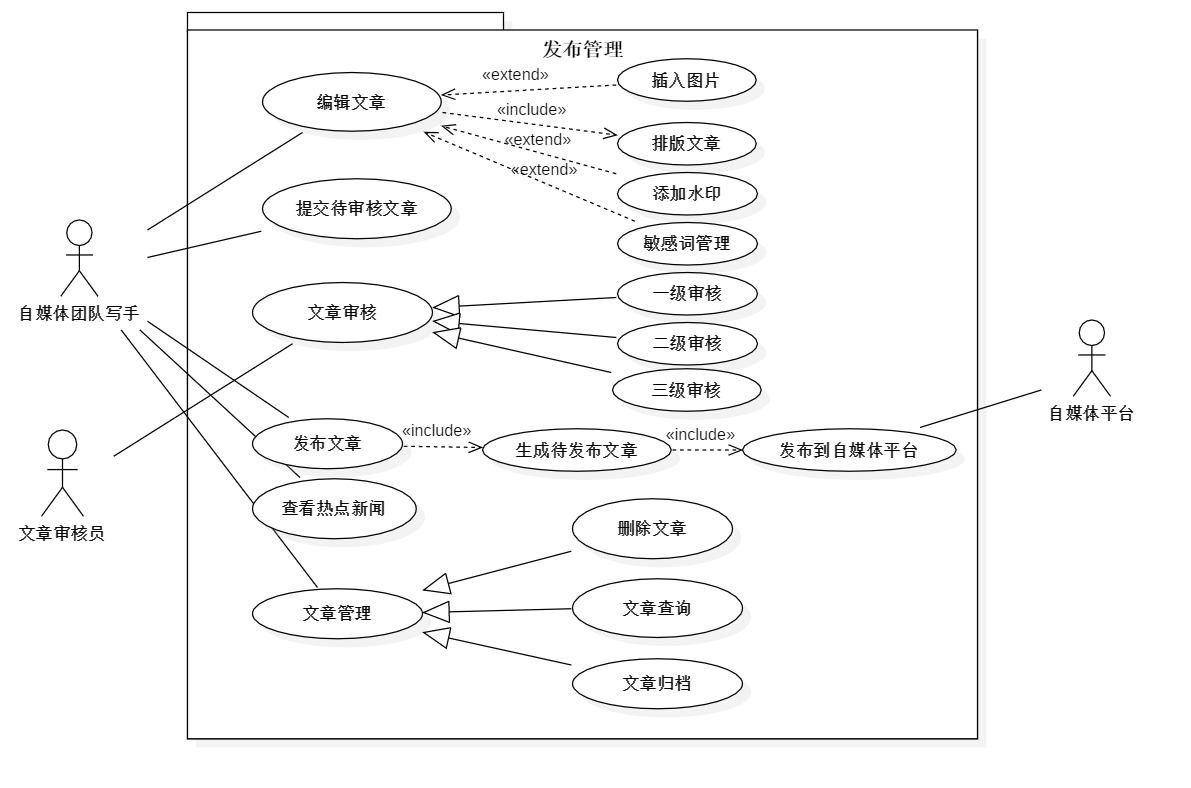 发布管理
编辑文章
«extend»
插入图片
«include»
排版文章
«extend»
添加水印
«extend»
敏感词管理
提交待审核文章
自媒体团队写手
文章审核
一级审核
二级审核
三级审核
自媒体平台
发布文章
«include»
生成待发布文章
«include»
发布到自媒体平台
文章审核员
查看热点新闻
删除文章
文章管理
文章查询
文章归档